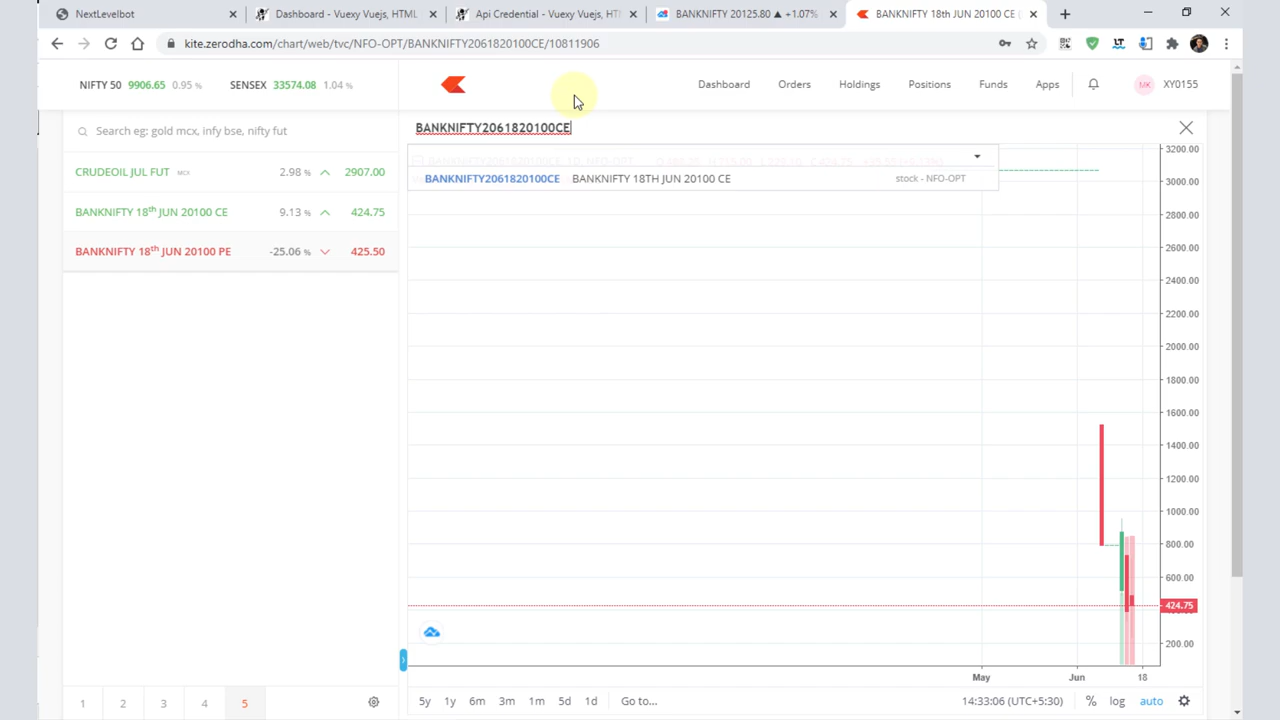 NextLevelbot
Dashboard - Vuexy Vuejs, HTML
Api Credential - Vuexy Vuejs, HTM
BANKNIFTY 20125.80 ▲ +1.07%
BANKNIFTY 18th JUN 20100 CE
kite.zerodha.com/chart/web/tvc/NFO-OPT/BANKNIFTY2061820100CE/10811906
NIFTY 50 9906.65 0.95 %
SENSEX 33574.08 1.04 %
Dashboard
Orders
Holdings
Positions
Funds
Apps
MK
XY0155
Search eg: gold mcx, infy bse, nifty fut
CRUDEOIL JUL FUT MCX 2.98 % 2907.00
BANKNIFTY 18th JUN 20100 CE 9.13 % 424.75
BANKNIFTY 18th JUN 20100 PE -25.06 % 425.50
1 2 3 4 5
BANKNIFTY2061820100CE
BANKNIFTY2061820100CE BANKNIFTY 18TH JUN 20100 CE stock - NFO-OPT
3200.00
3000.00
2800.00
2600.00
2400.00
2200.00
2000.00
1800.00
1600.00
1400.00
1200.00
1000.00
800.00
600.00
424.75
200.00
May
Jun
18
5y 1y 6m 3m 1m 5d 1d Go to...
14:33:06 (UTC+5:30) % log auto